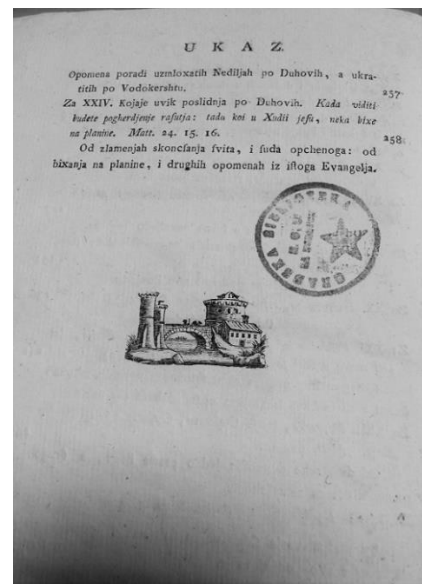 U K A Z.
Opomena poradi uzmloxatih Nediljah po Duhovih, a ukra-
titih po Vodokershtu. 257
Za XXIV. Kojaje uvik poslidnja po Duhovih. Kada viditi
budete pogherdjenje rasutja: tada koi u Xudii jesu, neka bixe
na planine. Matt. 24. 15. 16. 258
Od zlamenjah skoncsanja svita, i suda opchenoga: od
bixanja na planine, i drughih opomenah iz istoga Evangelja.
GRADSKA BIBLIOTEKA